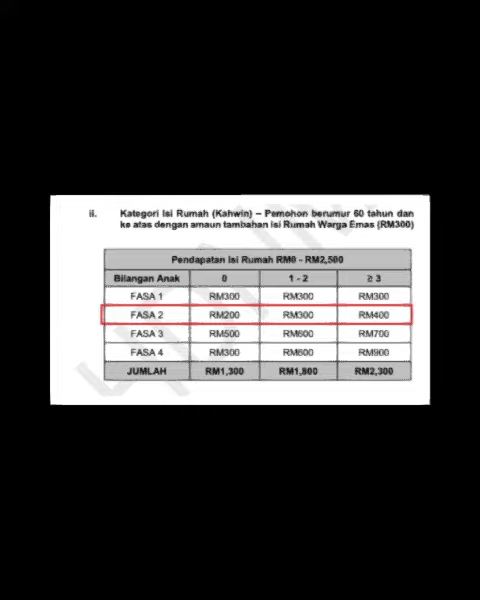 ii. Kategori Isi Rumah (Kahwin) – Pemohon berumur 60 tahun dan
ke atas dengan amaun tambahan Isi Rumah Warga Emas (RM300)
Pendapatan Isi Rumah RM0 - RM2,500
Bilangan Anak 0 1 - 2 ≥ 3
FASA 1 RM300 RM300 RM300
FASA 2 RM200 RM300 RM400
FASA 3 RM500 RM600 RM700
FASA 4 RM300 RM600 RM900
JUMLAH RM1,300 RM1,800 RM2,300